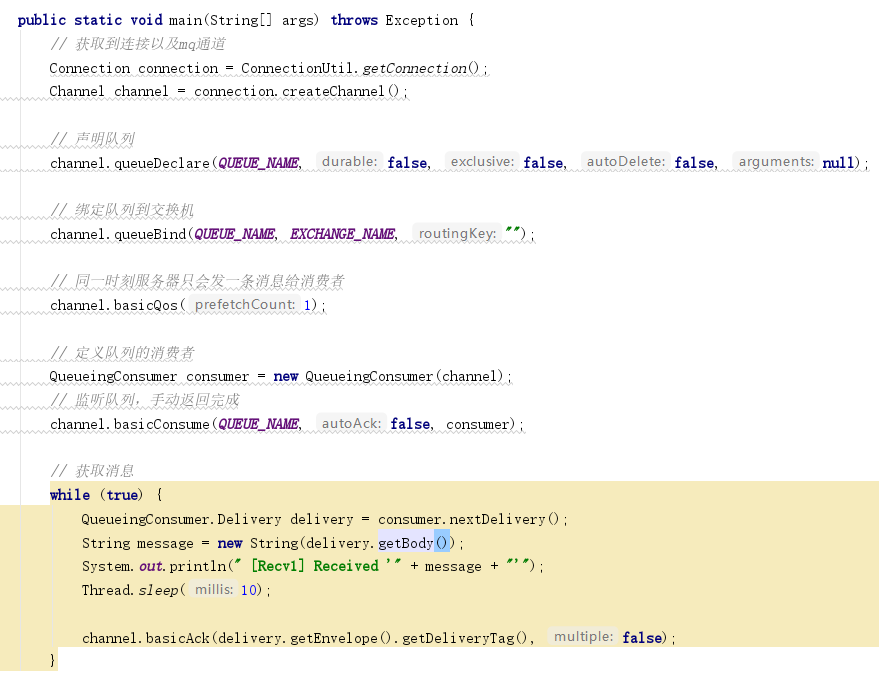 public static void main(String[] args) throws Exception {
// 获取到连接以及mq通道
Connection connection = ConnectionUtil.getConnection();
Channel channel = connection.createChannel();
// 声明队列
channel.queueDeclare(QUEUE_NAME, durable: false, exclusive: false, autoDelete: false, arguments: null);
// 绑定队列到交换机
channel.queueBind(QUEUE_NAME, EXCHANGE_NAME, routingKey: "");
// 同一时刻服务器只会发一条消息给消费者
channel.basicQos( prefetchCount: 1);
// 定义队列的消费者
QueueingConsumer consumer = new QueueingConsumer(channel);
// 监听队列，手动返回完成
channel.basicConsume(QUEUE_NAME, autoAck: false, consumer);
// 获取消息
while (true) {
QueueingConsumer.Delivery delivery = consumer.nextDelivery();
String message = new String(delivery.getBody());
System.out.println(" [Recv1] Received '" + message + "'");
Thread.sleep( millis: 10);
channel.basicAck(delivery.getEnvelope().getDeliveryTag(), multiple: false);
}